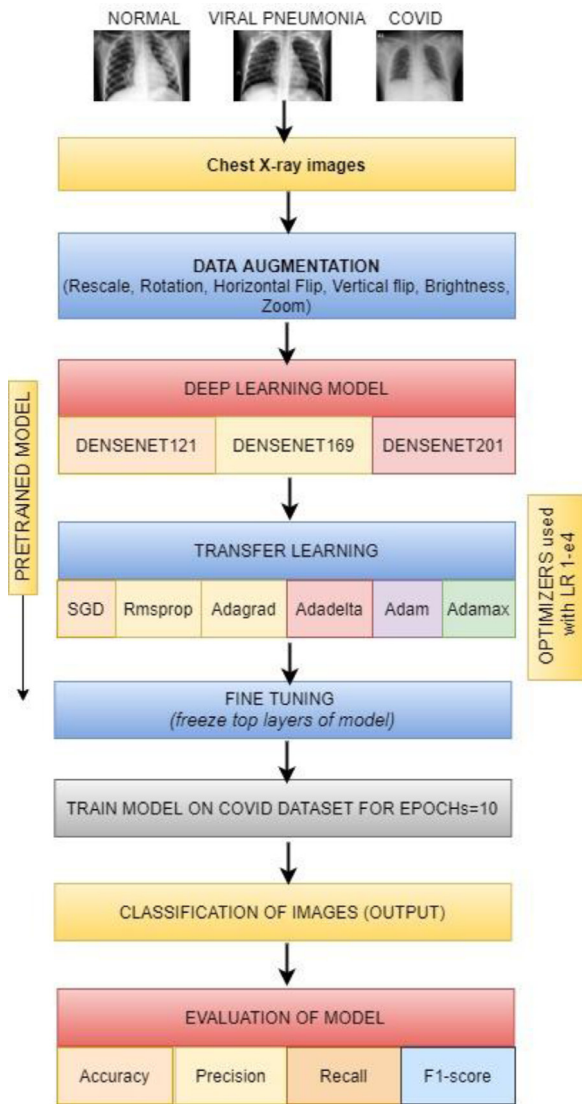 NORMAL
VIRAL PNEUMONIA
COVID
Chest X-ray images
DATA AUGMENTATION
(Rescale, Rotation, Horizontal Flip, Vertical flip, Brightness,
Zoom)
DEEP LEARNING MODEL
DENSENET121
DENSENET169
DENSENET201
PRETRAINED MODEL
TRANSFER LEARNING
SGD
Rmsprop
Adagrad
Adadelta
Adam
Adamax
OPTIMIZERS used
with LR 1-e4
FINE TUNING
(freeze top layers of model)
TRAIN MODEL ON COVID DATASET FOR EPOCHs=10
CLASSIFICATION OF IMAGES (OUTPUT)
EVALUATION OF MODEL
Accuracy
Precision
Recall
F1-score